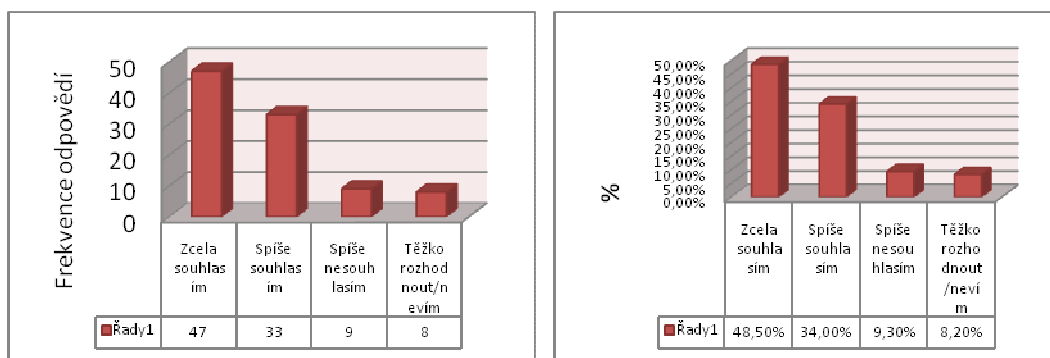 Frekvence odpovědí
50
40
30
20
10
0
Zcela
souhlas
ím
Spíše
souhlas
ím
Spíše
nesouh
lasím
Těžko
rozhod
nout/n
evím
Řady1 47 33 9 8
%
50,00%
45,00%
40,00%
35,00%
30,00%
25,00%
20,00%
15,00%
10,00%
5,00%
0,00%
Zcela
souhla
sím
Spíše
souhla
sím
Spíše
nesou
hlasím
Těžko
rozho
dnout
/neví
m
Řady1 48,50% 34,00% 9,30% 8,20%